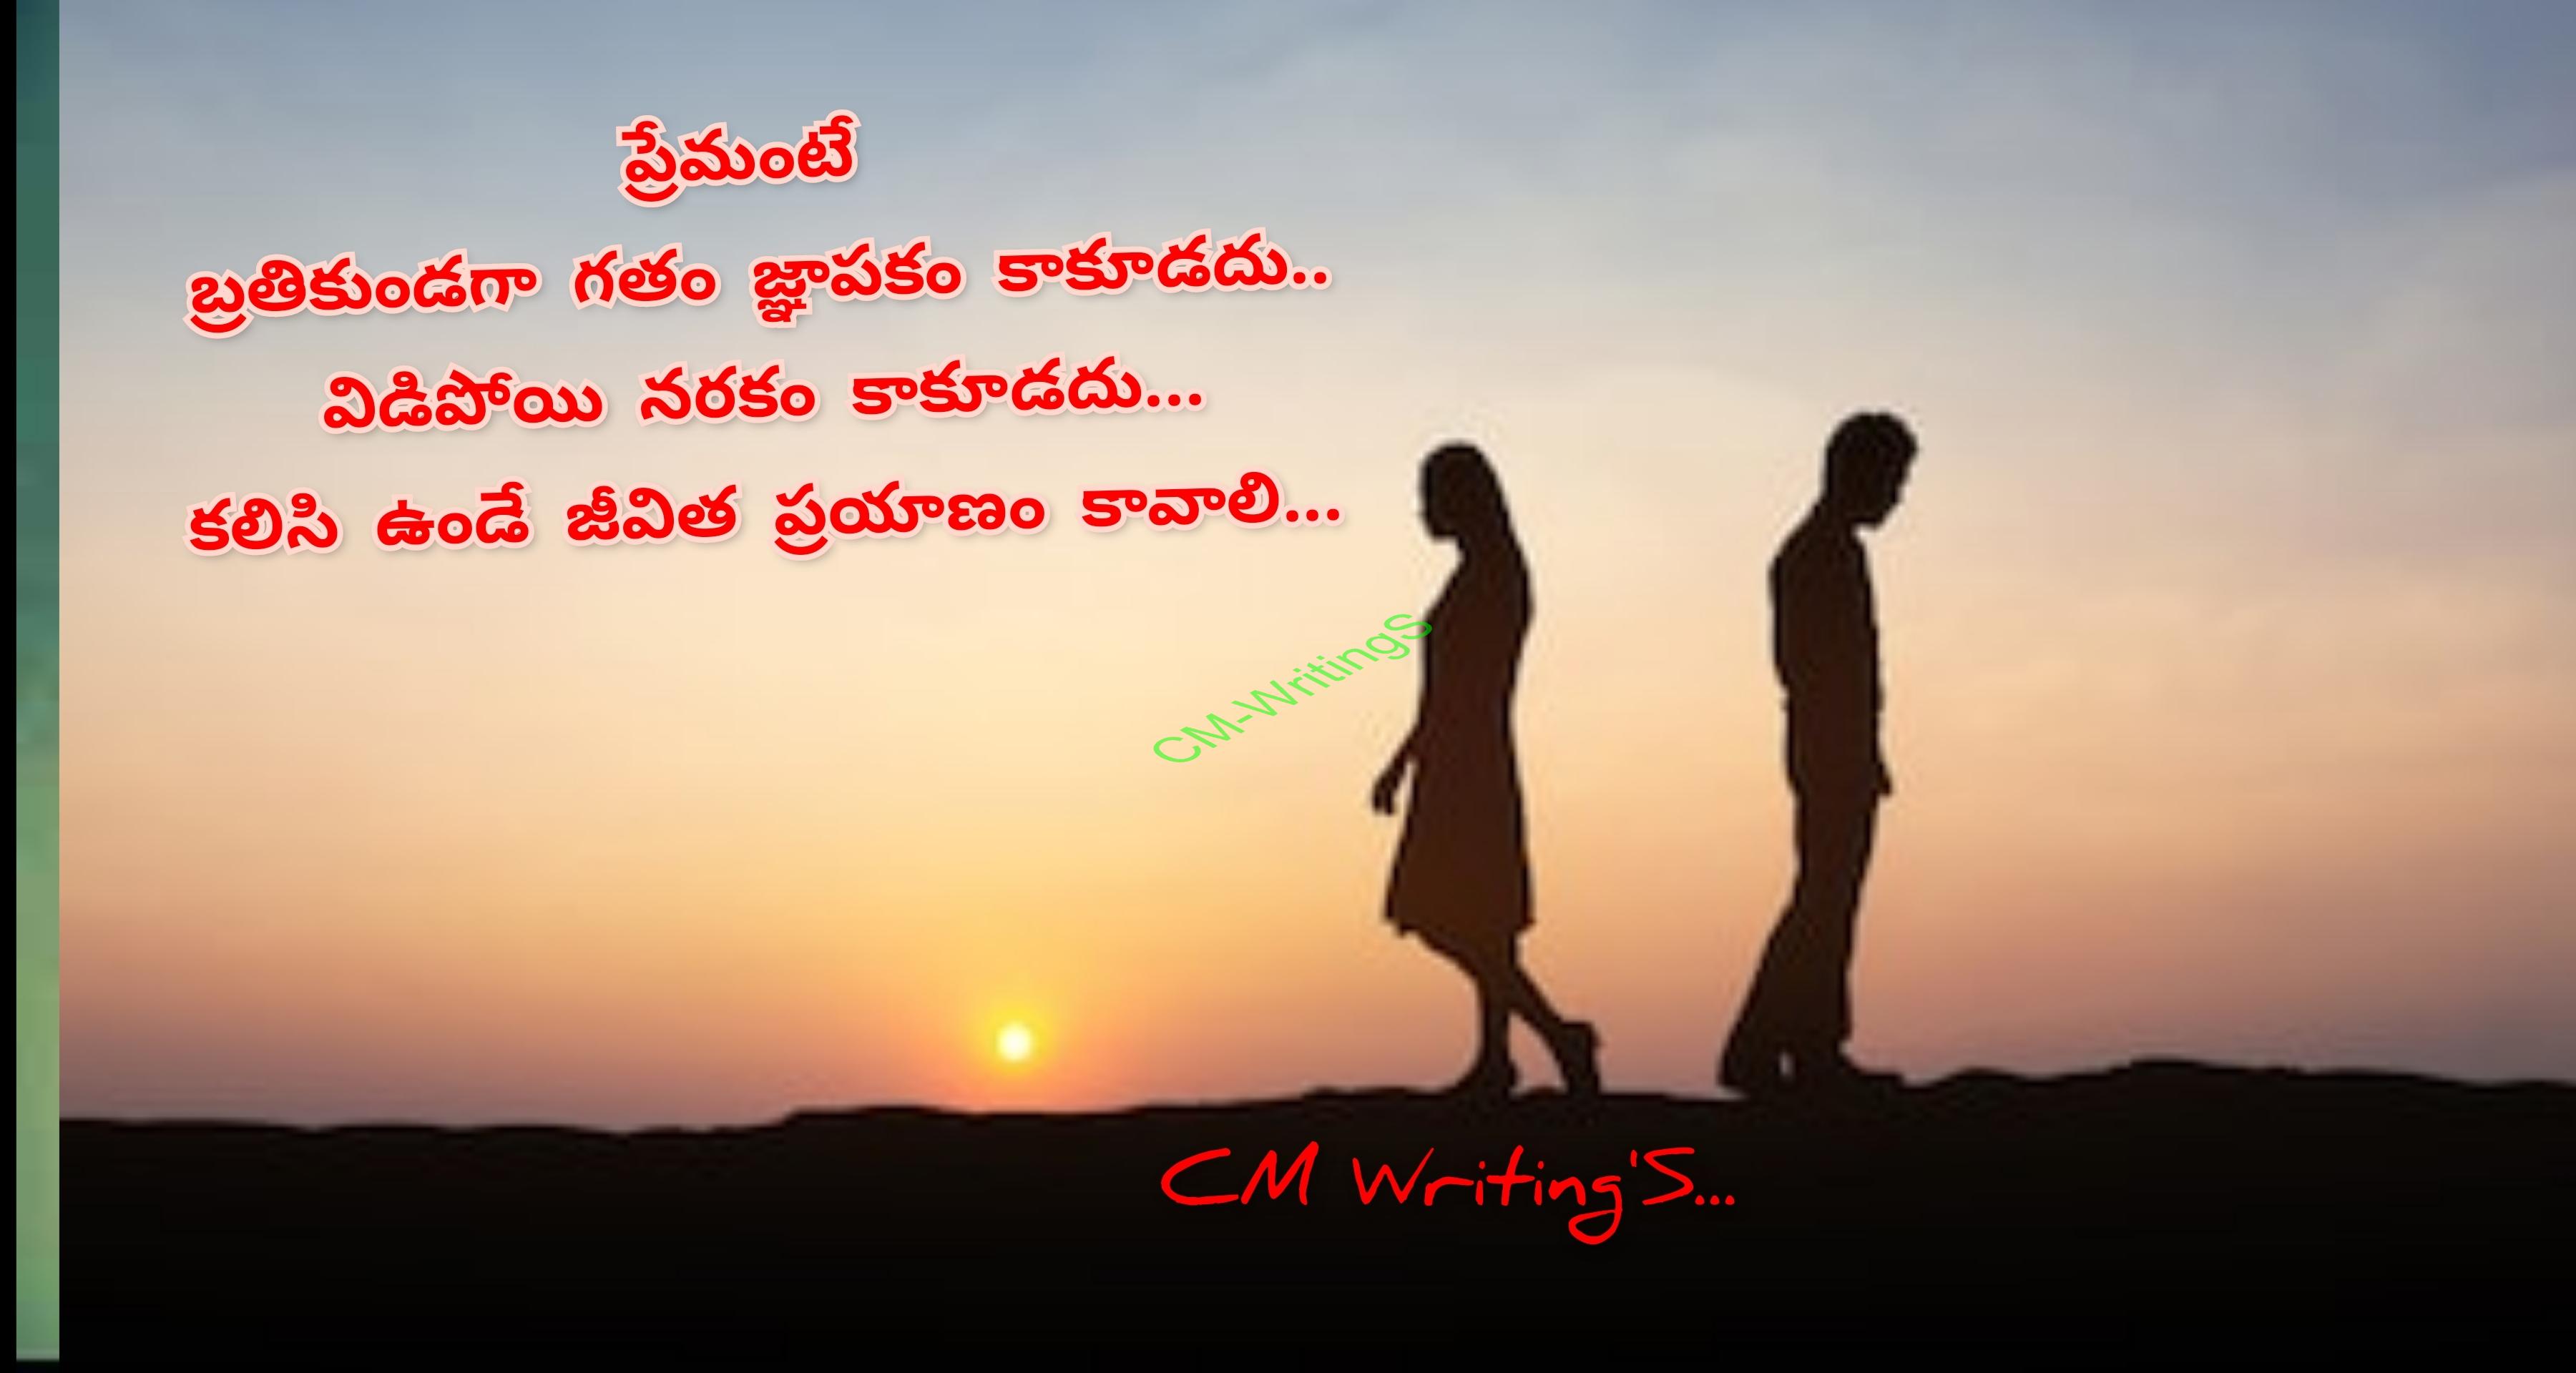 ప్రేమంటే
బ్రతికుండగా గతం జ్ఞాపకం కాకూడదు..
విడిపోయి నరకం కాకూడదు...
కలిసి ఉండే జీవిత ప్రయాణం కావాలి...
CM-WritingS
CM Writing'S...